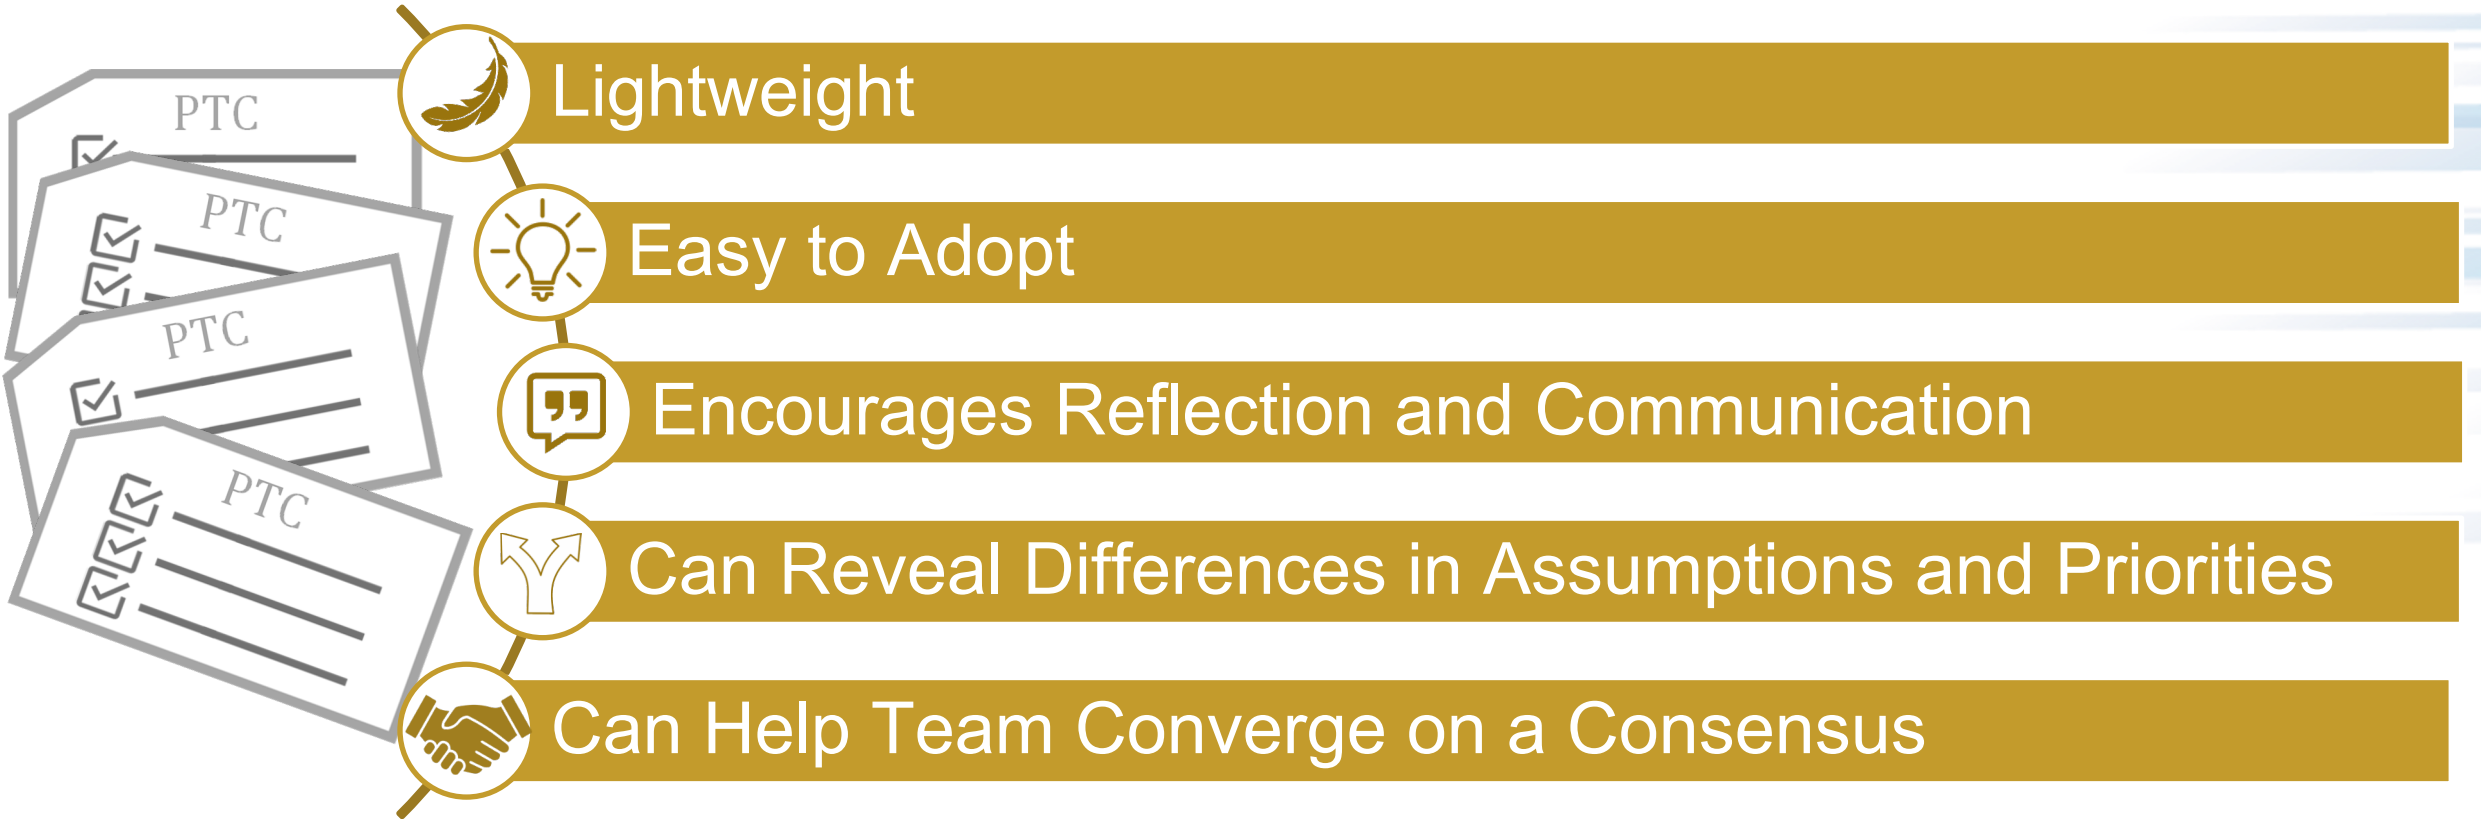 PTC
PTC
PTC
PTC
Lightweight
Easy to Adopt
Encourages Reflection and Communication
Can Reveal Differences in Assumptions and Priorities
Can Help Team Converge on a Consensus